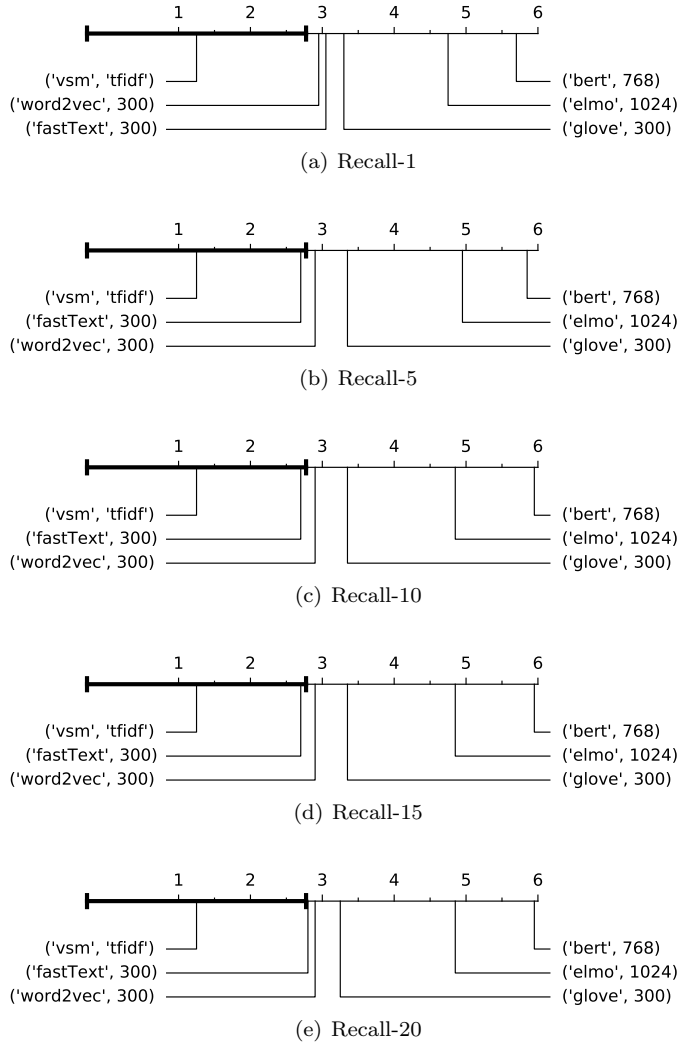 1 2 3 4 5 6
('vsm', 'tfidf') ('bert', 768)
('word2vec', 300) ('elmo', 1024)
('fastText', 300) ('glove', 300)
(a) Recall-1
1 2 3 4 5 6
('vsm', 'tfidf') ('bert', 768)
('fastText', 300) ('elmo', 1024)
('word2vec', 300) ('glove', 300)
(b) Recall-5
1 2 3 4 5 6
('vsm', 'tfidf') ('bert', 768)
('fastText', 300) ('elmo', 1024)
('word2vec', 300) ('glove', 300)
(c) Recall-10
1 2 3 4 5 6
('vsm', 'tfidf') ('bert', 768)
('fastText', 300) ('elmo', 1024)
('word2vec', 300) ('glove', 300)
(d) Recall-15
1 2 3 4 5 6
('vsm', 'tfidf') ('bert', 768)
('fastText', 300) ('elmo', 1024)
('word2vec', 300) ('glove', 300)
(e) Recall-20